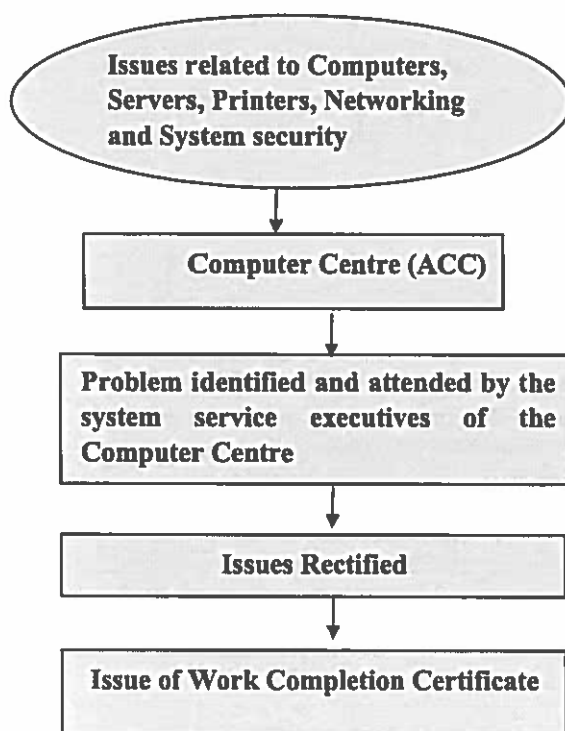 Issues related to Computers,
Servers, Printers, Networking
and System security
Computer Centre (ACC)
Problem identified and attended by the
system service executives of the
Computer Centre
Issues Rectified
Issue of Work Completion Certificate